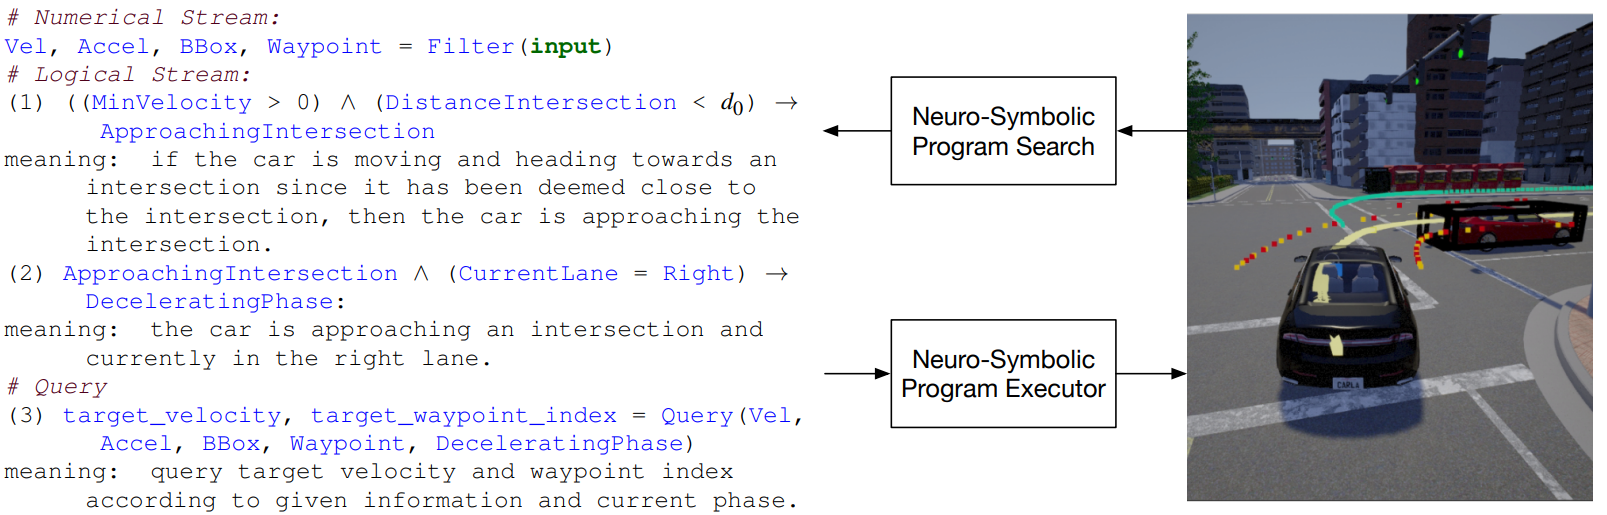 # Numerical Stream:
Vel, Accel, BBox, Waypoint = Filter(input)
# Logical Stream:
(1) ((MinVelocity > 0) ∧ (DistanceIntersection < d₀) →
ApproachingIntersection
meaning: if the car is moving and heading towards an
intersection since it has been deemed close to
the intersection, then the car is approaching the
intersection.
(2) ApproachingIntersection ∧ (CurrentLane = Right) →
DeceleratingPhase:
meaning: the car is approaching an intersection and
currently in the right lane.
# Query
(3) target_velocity, target_waypoint_index = Query(Vel,
Accel, BBox, Waypoint, DeceleratingPhase)
meaning: query target velocity and waypoint index
according to given information and current phase.
Neuro-Symbolic
Program Search
Neuro-Symbolic
Program Executor
CARLA